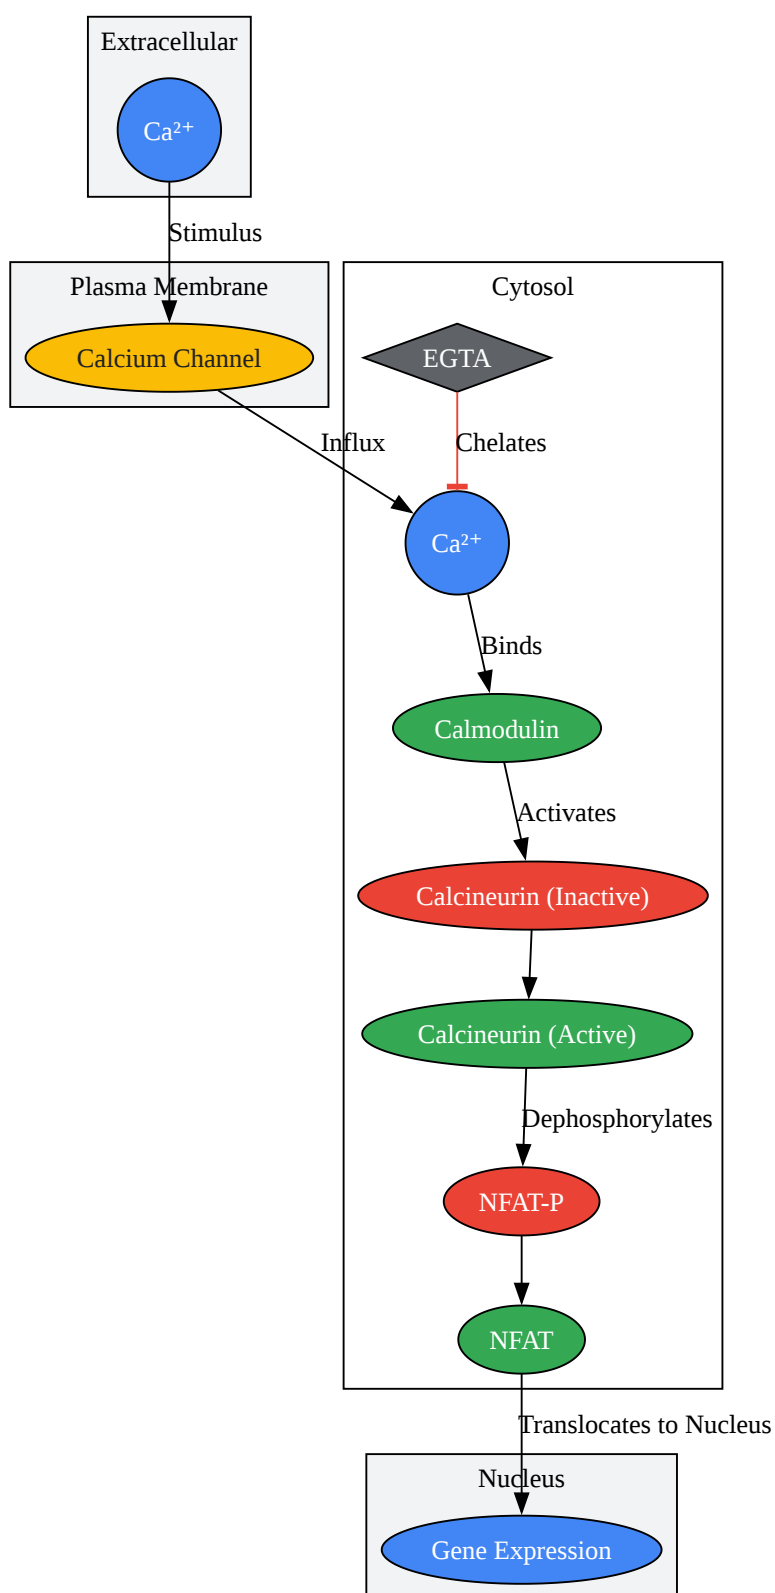 Extracellular
Ca²⁺
Stimulus
Plasma Membrane
Calcium Channel
Cytosol
EGTA
Influx
Chelates
Ca²⁺
Binds
Calmodulin
Activates
Calcineurin (Inactive)
Calcineurin (Active)
Dephosphorylates
NFAT-P
NFAT
Translocates to Nucleus
Nucleus
Gene Expression